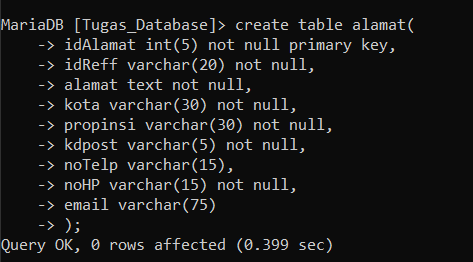 MariaDB [Tugas_Database]> create table alamat(
    -> idAlamat int(5) not null primary key,
    -> idReff varchar(20) not null,
    -> alamat text not null,
    -> kota varchar(30) not null,
    -> propinsi varchar(30) not null,
    -> kdpost varchar(5) not null,
    -> noTelp varchar(15),
    -> noHP varchar(15) not null,
    -> email varchar(75)
    -> );
Query OK, 0 rows affected (0.399 sec)